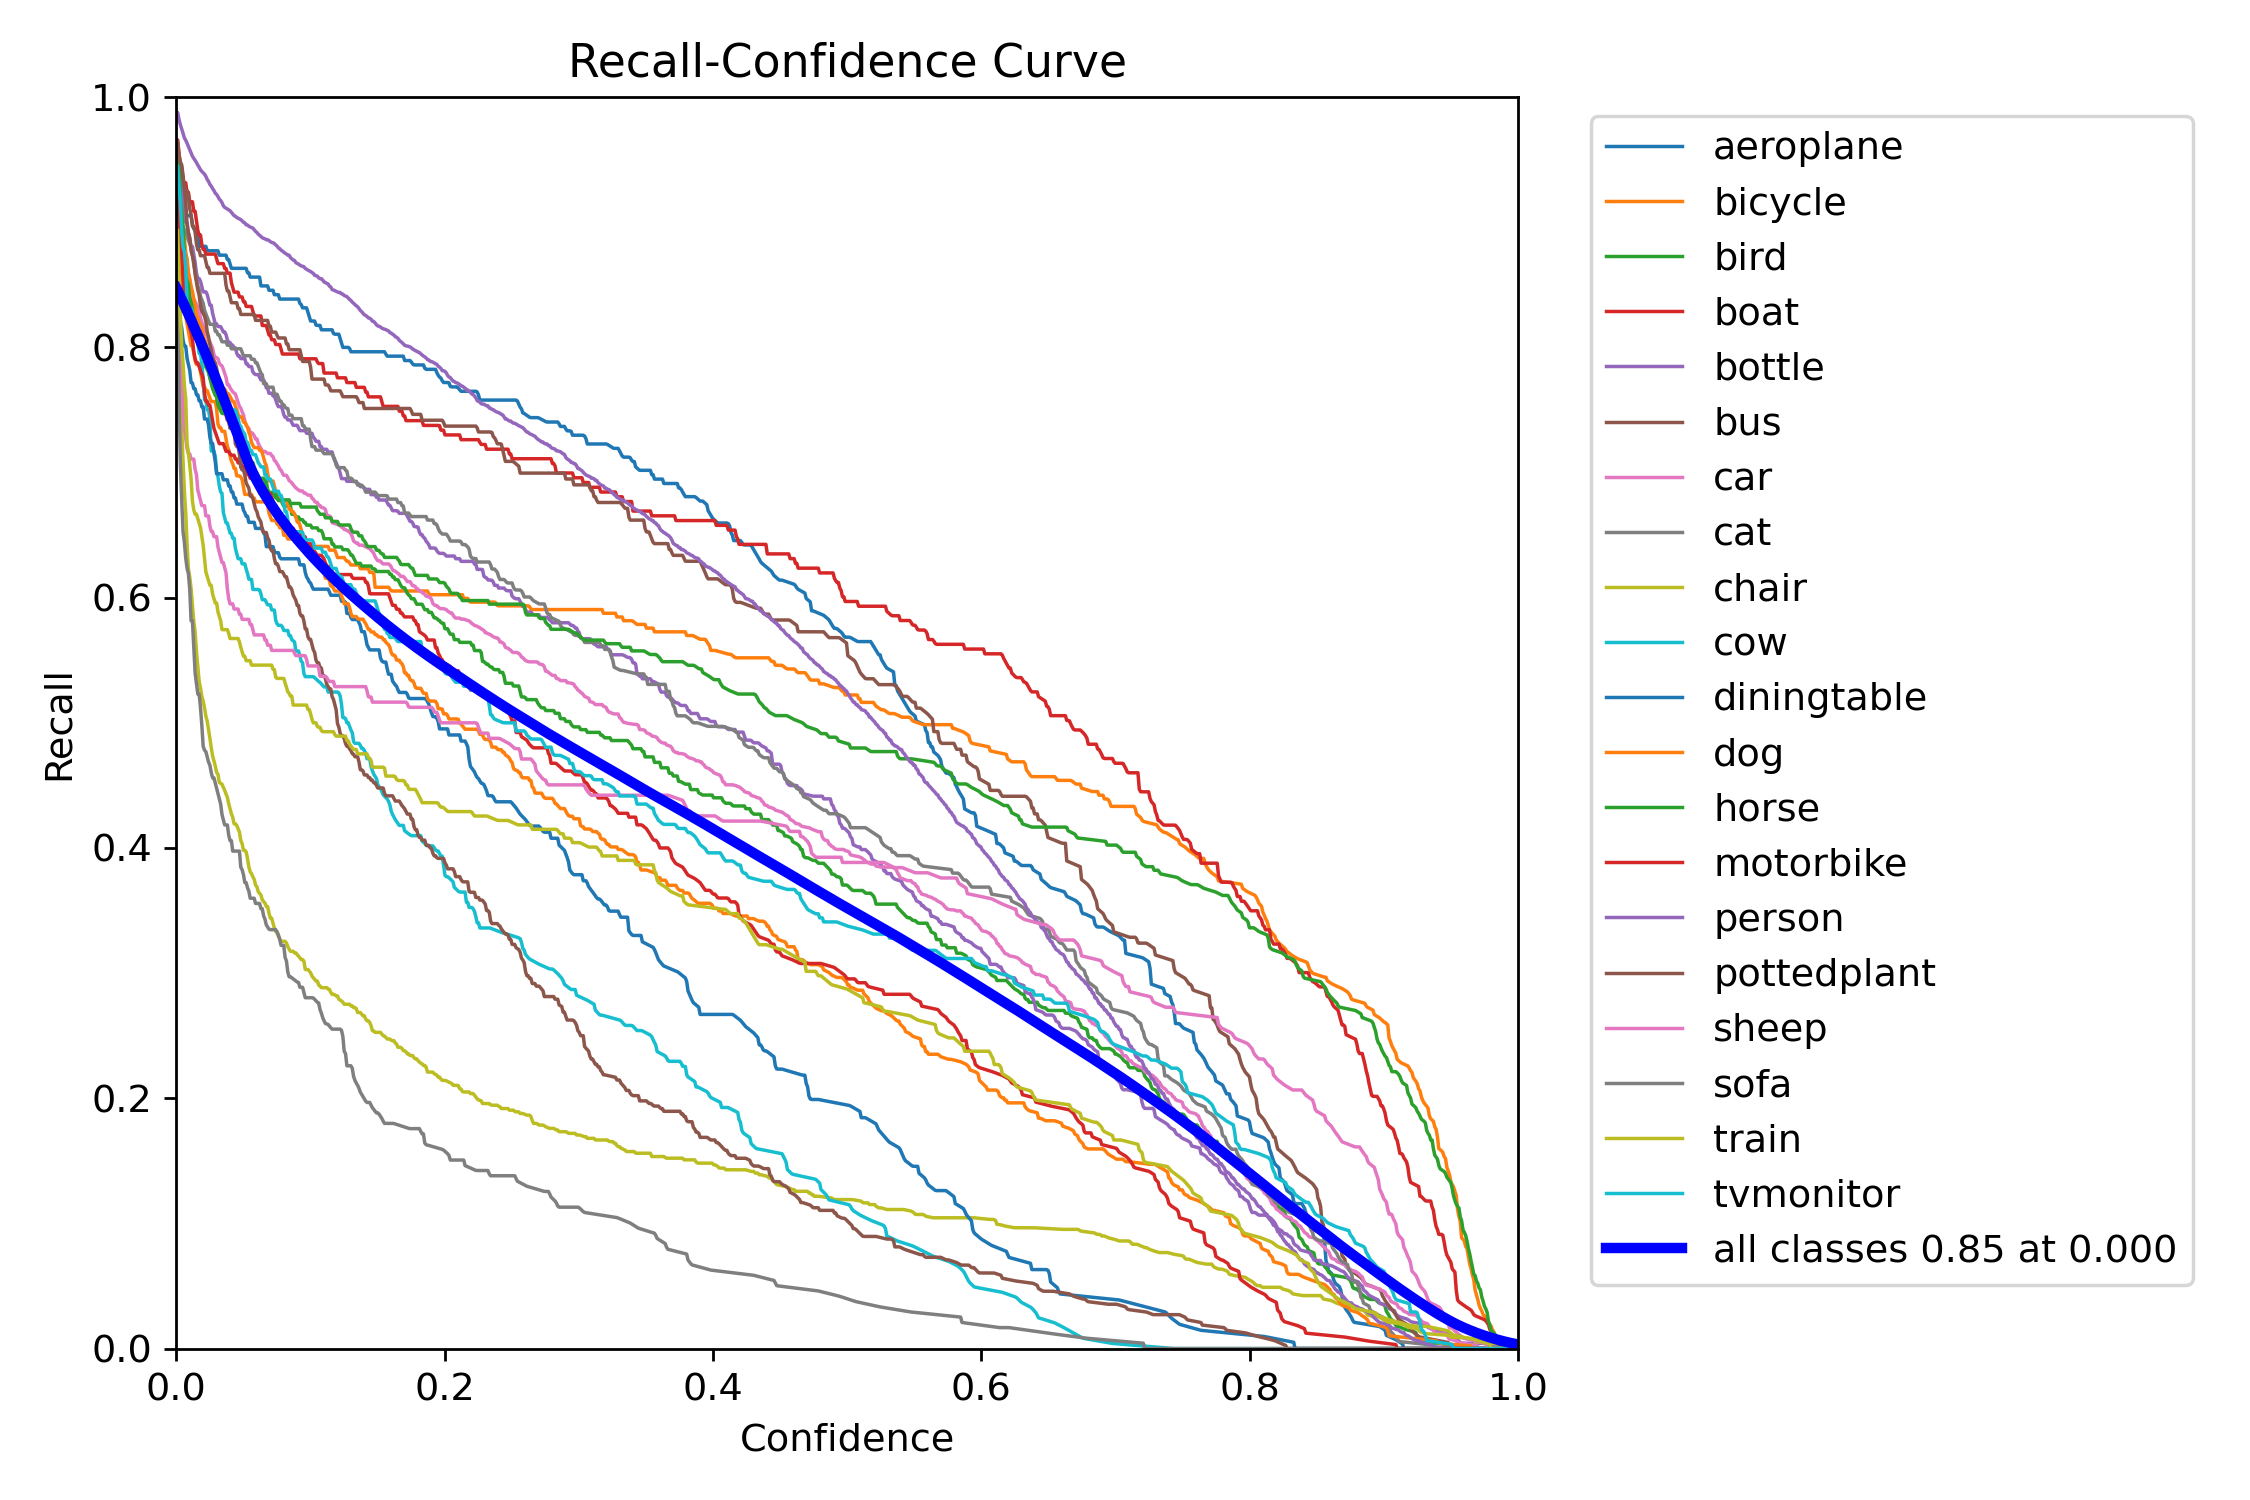 Recall-Confidence Curve
1.0
0.8
0.6
0.4
0.2
0.0
Recall
0.0 0.2 0.4 0.6 0.8 1.0
Confidence
aeroplane
bicycle
bird
boat
bottle
bus
car
cat
chair
cow
diningtable
dog
horse
motorbike
person
pottedplant
sheep
sofa
train
tvmonitor
all classes 0.85 at 0.000